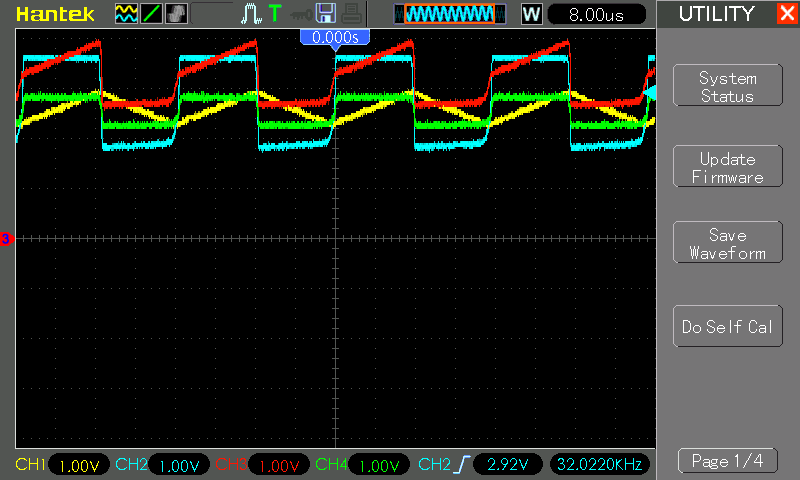 Hantek T W 8.00us UTILITY
0.000s
System
Status
Update
Firmware
3
Save
Waveform
Do Self Cal
CH1 1.00V CH2 1.00V CH3 1.00V CH4 1.00V CH2 2.92V 32.0220KHz
Page 1/4